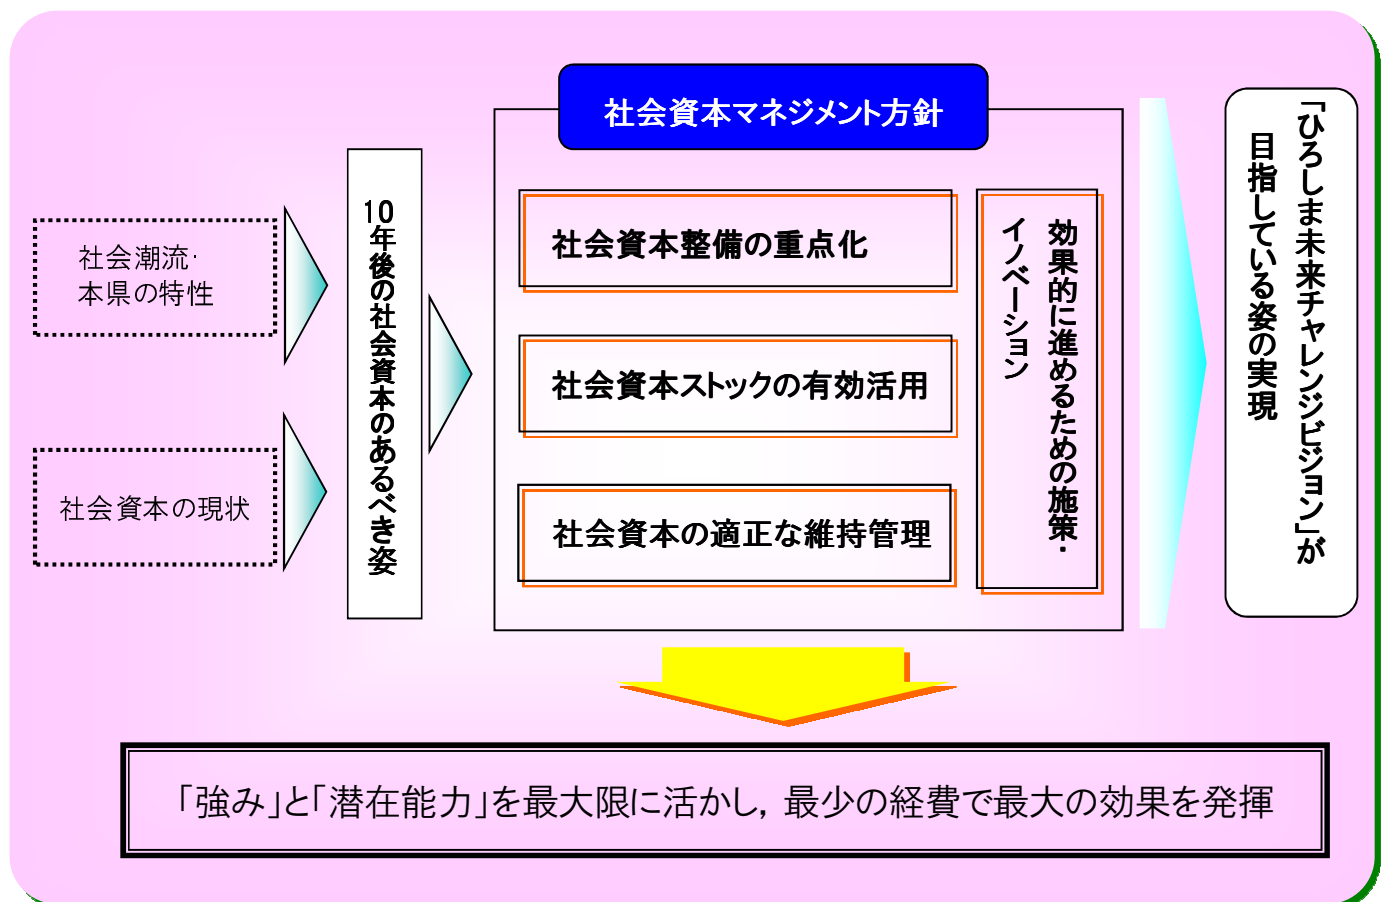 社会資本マネジメント方針
社会潮流・
本県の特性
社会資本の現状
10年後の社会資本のあるべき姿
社会資本整備の重点化
社会資本ストックの有効活用
社会資本の適正な維持管理
効果的に進めるための施策・
イノベーション
「ひろしま未来チャレンジビジョン」が
目指している姿の実現
「強み」と「潜在能力」を最大限に活かし，最少の経費で最大の効果を発揮